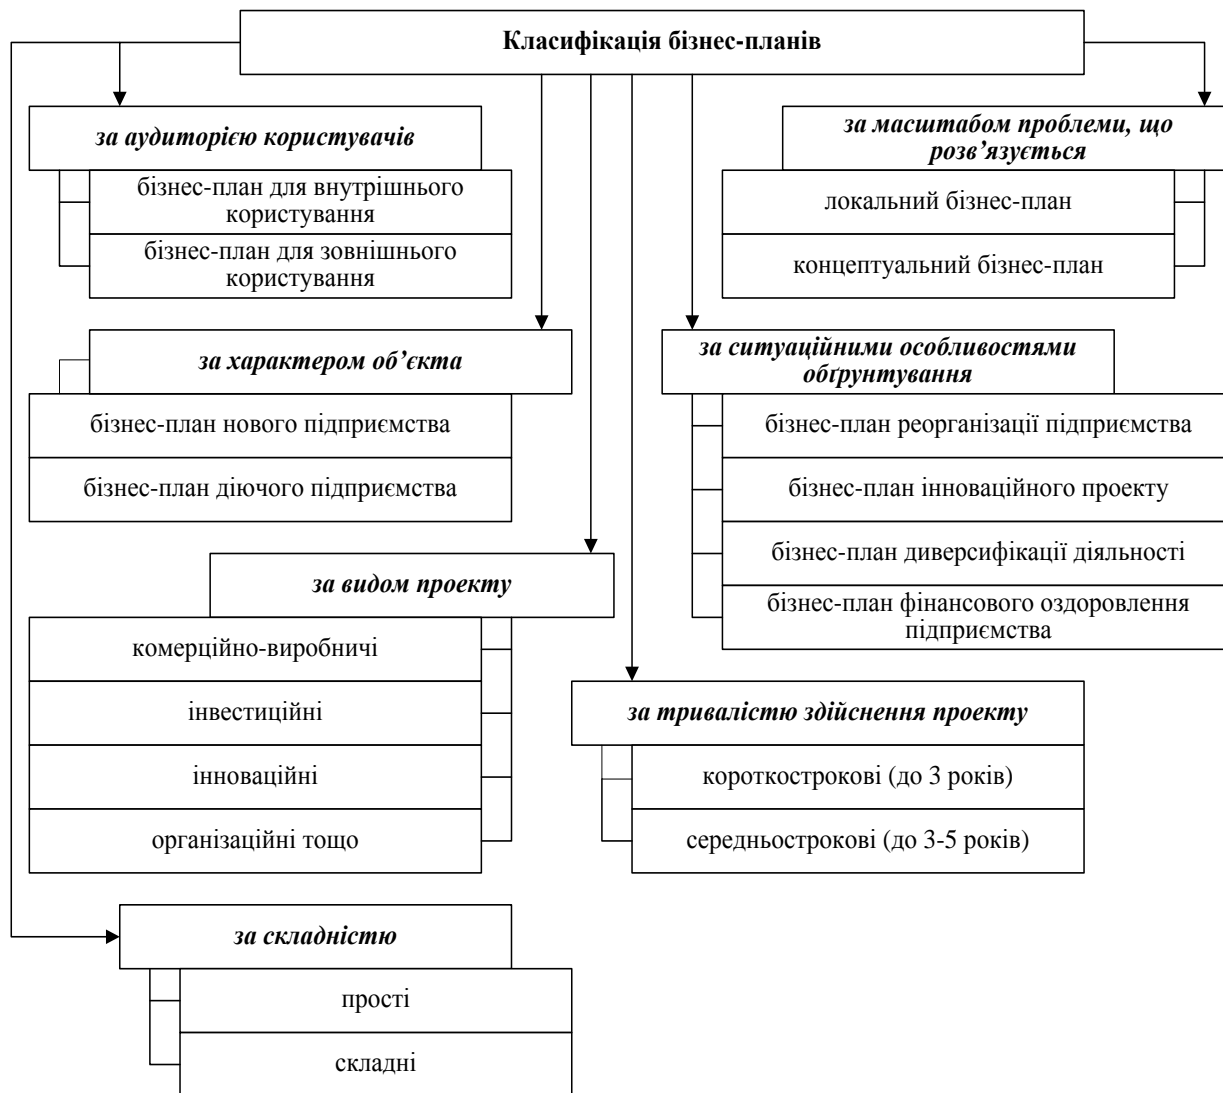 Класифікація бізнес-планів
за аудиторією користувачів
бізнес-план для внутрішнього
користування
бізнес-план для зовнішнього
користування
за масштабом проблеми, що
розв’язується
локальний бізнес-план
концептуальний бізнес-план
за характером об’єкта
бізнес-план нового підприємства
бізнес-план діючого підприємства
за ситуаційними особливостями
обґрунтування
бізнес-план реорганізації підприємства
бізнес-план інноваційного проекту
бізнес-план диверсифікації діяльності
бізнес-план фінансового оздоровлення
підприємства
за видом проекту
комерційно-виробничі
інвестиційні
інноваційні
організаційні тощо
за тривалістю здійснення проекту
короткострокові (до 3 років)
середньострокові (до 3-5 років)
за складністю
прості
складні